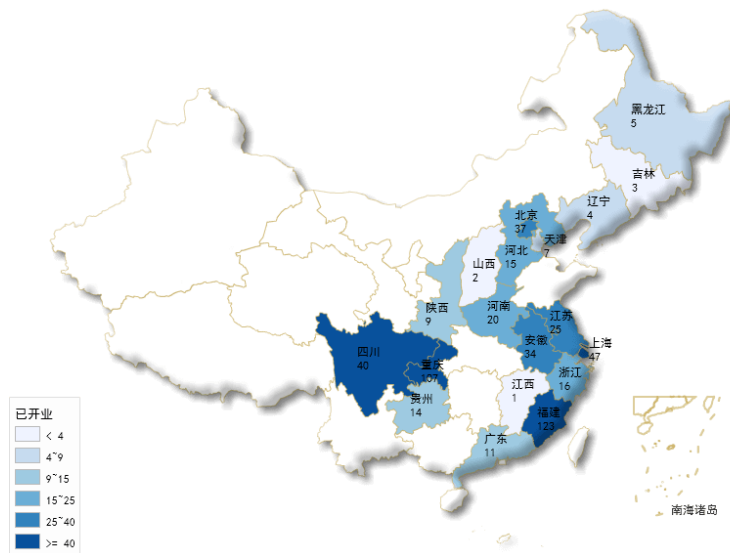 黑龙江
5
吉林
3
辽宁
4
北京
37
天津
7
河北
15
山西
2
陕西
9
河南
20
江苏
25
安徽
34
上海
47
四川
40
重庆
107
浙江
16
江西
1
贵州
14
福建
123
广东
11
已开业
< 4
4~9
9~15
15~25
25~40
>= 40
南海诸岛